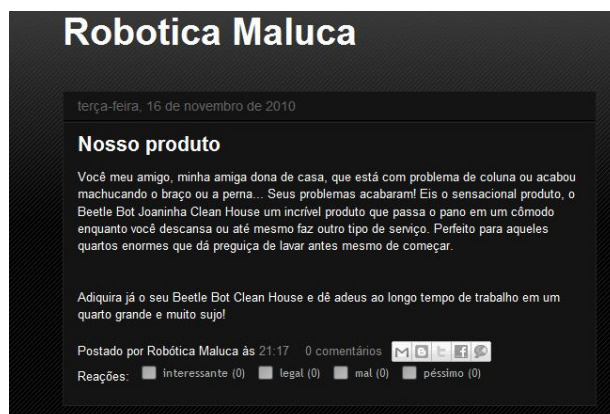 Robotica Maluca
terça-feira, 16 de novembro de 2010
Nosso produto
Você meu amigo, minha amiga dona de casa, que está com problema de coluna ou acabou
machucando o braço ou a perna... Seus problemas acabaram! Eis o sensacional produto, o
Beetle Bot Joaninha Clean House um incrível produto que passa o pano em um cômodo
enquanto você descansa ou até mesmo faz outro tipo de serviço. Perfeito para aqueles
quartos enormes que dá preguiça de lavar antes mesmo de começar.
Adiquira já o seu Beetle Bot Clean House e dê adeus ao longo tempo de trabalho em um
quarto grande e muito sujo!
Postado por Robótica Maluca às 21:17 0 comentários
Reações: interessante (0) legal (0) mal (0) péssimo (0)